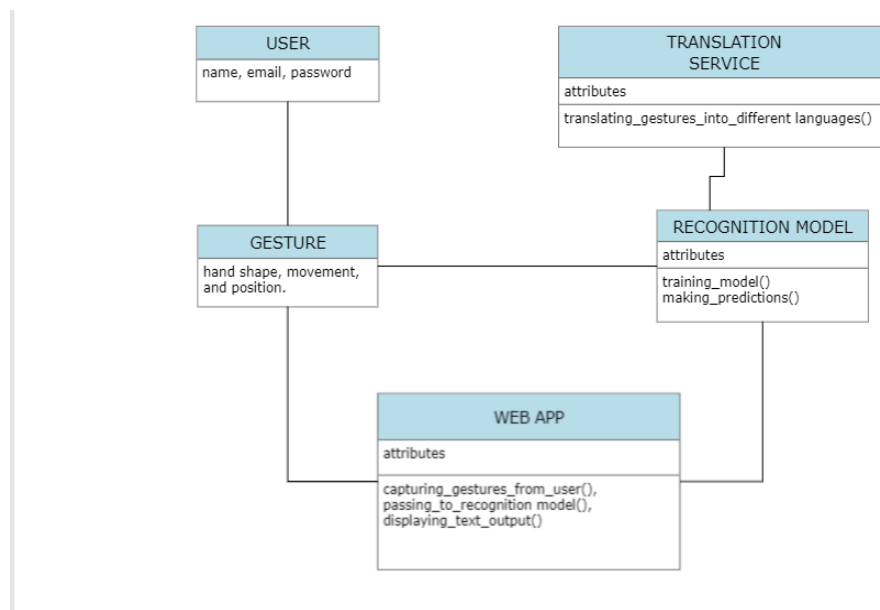 USER
name, email, password
TRANSLATION
SERVICE
attributes
translating_gestures_into_different languages()
GESTURE
hand shape, movement,
and position.
RECOGNITION MODEL
attributes
training_model()
making_predictions()
WEB APP
attributes
capturing_gestures_from_user(),
passing_to_recognition model(),
displaying_text_output()